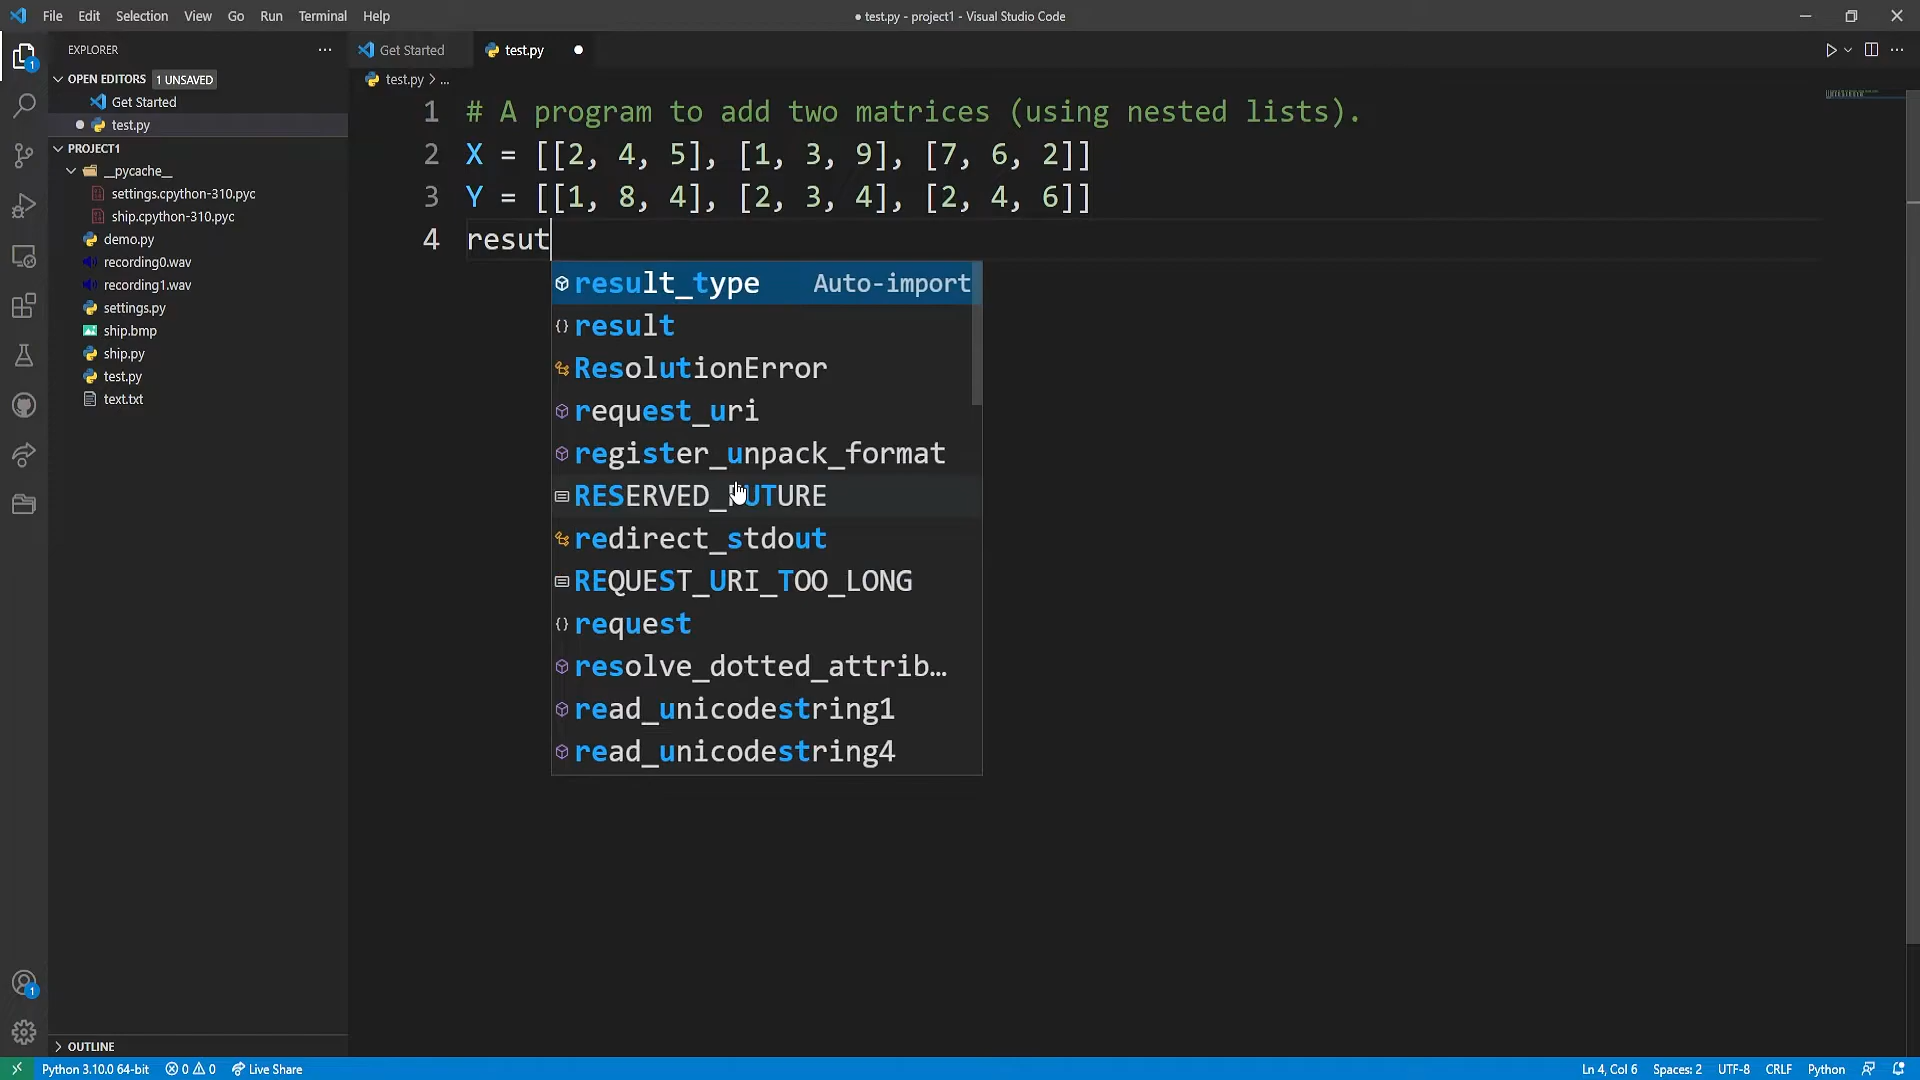 File Edit Selection View Go Run Terminal Help
● test.py - project1 - Visual Studio Code
EXPLORER
OPEN EDITORS 1 UNSAVED
Get Started
test.py
PROJECT1
__pycache__
settings.cpython-310.pyc
ship.cpython-310.pyc
demo.py
recording0.wav
recording1.wav
settings.py
ship.bmp
ship.py
test.py
text.txt
OUTLINE
Get Started test.py
test.py > ...
1 # A program to add two matrices (using nested lists).
2 X = [[2, 4, 5], [1, 3, 9], [7, 6, 2]]
3 Y = [[1, 8, 4], [2, 3, 4], [2, 4, 6]]
4 resut
result_type Auto-import
result
ResolutionError
request_uri
register_unpack_format
RESERVED_FUTURE
redirect_stdout
REQUEST_URI_TOO_LONG
request
resolve_dotted_attrib…
read_unicodestring1
read_unicodestring4
1
1
Python 3.10.0 64-bit 0 0 Live Share Ln 4, Col 6 Spaces: 2 UTF-8 CRLF Python